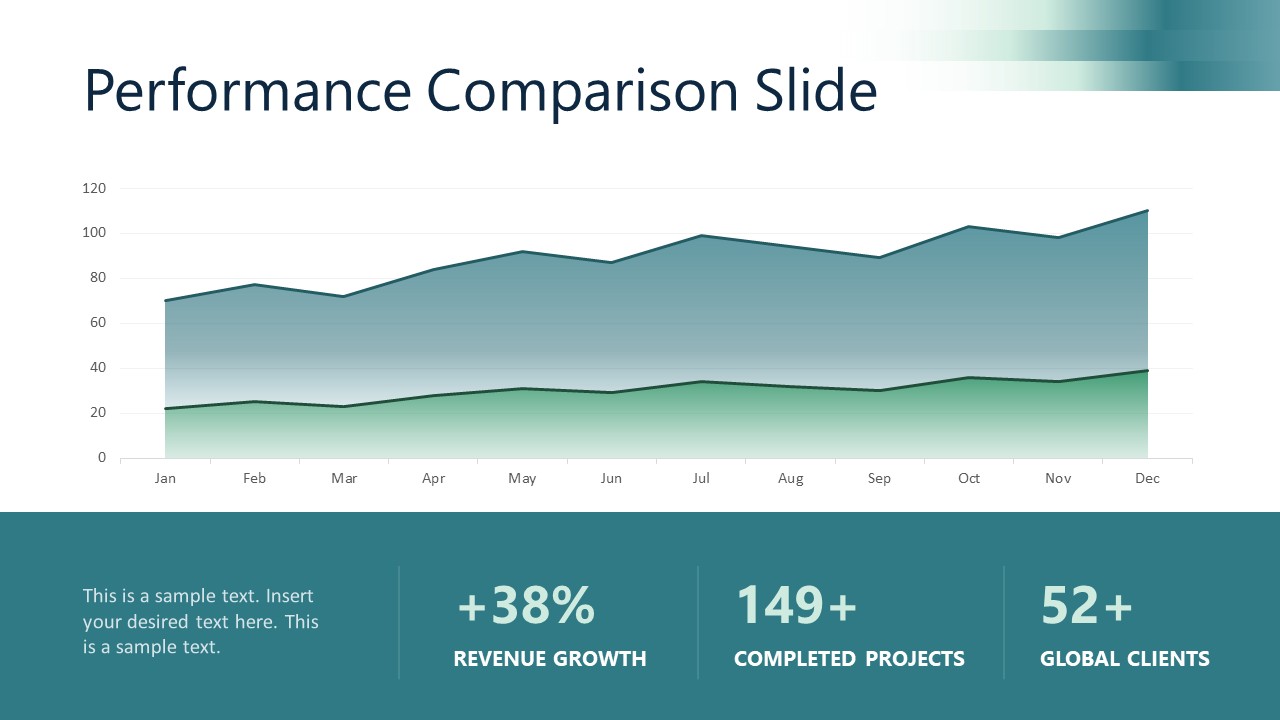 Performance Comparison Slide
120
100
80
60
40
20
0
Jan Feb Mar Apr May Jun Jul Aug Sep Oct Nov Dec
This is a sample text. Insert
your desired text here. This
is a sample text.
+38%
REVENUE GROWTH
149+
COMPLETED PROJECTS
52+
GLOBAL CLIENTS